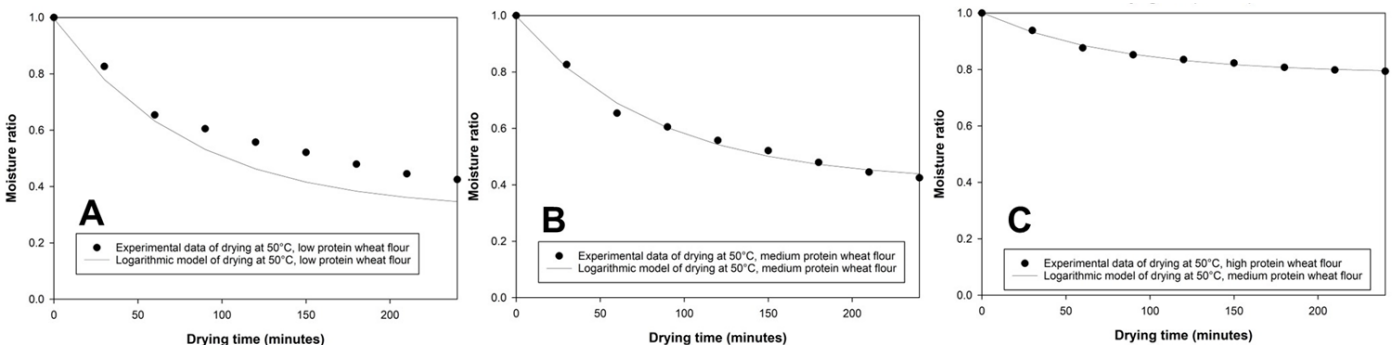 1.0
0.8
0.6
0.4
0.2
0.0
Moisture ratio
A
Experimental data of drying at 50°C, low protein wheat flour
Logarithmic model of drying at 50°C, low protein wheat flour
0
50
100
150
200
Drying time (minutes)
1.0
0.8
0.6
0.4
0.2
0.0
Moisture ratio
B
Experimental data of drying at 50°C, medium protein wheat flour
Logarithmic model of drying at 50°C, medium protein wheat flour
0
50
100
150
200
Drying time (minutes)
1.0
0.8
0.6
0.4
0.2
0.0
Moisture ratio
C
Experimental data of drying at 50°C, high protein wheat flour
Logarithmic model of drying at 50°C, medium protein wheat flour
0
50
100
150
200
Drying time (minutes)